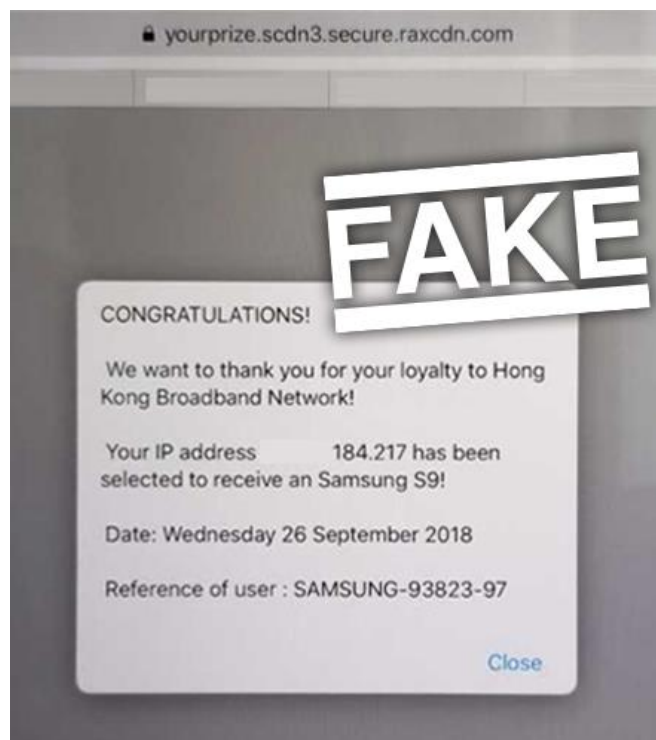 yourprize.scdn3.secure.raxcdn.com
FAKE
CONGRATULATIONS!
We want to thank you for your loyalty to Hong
Kong Broadband Network!
Your IP address 184.217 has been
selected to receive an Samsung S9!
Date: Wednesday 26 September 2018
Reference of user : SAMSUNG-93823-97
Close